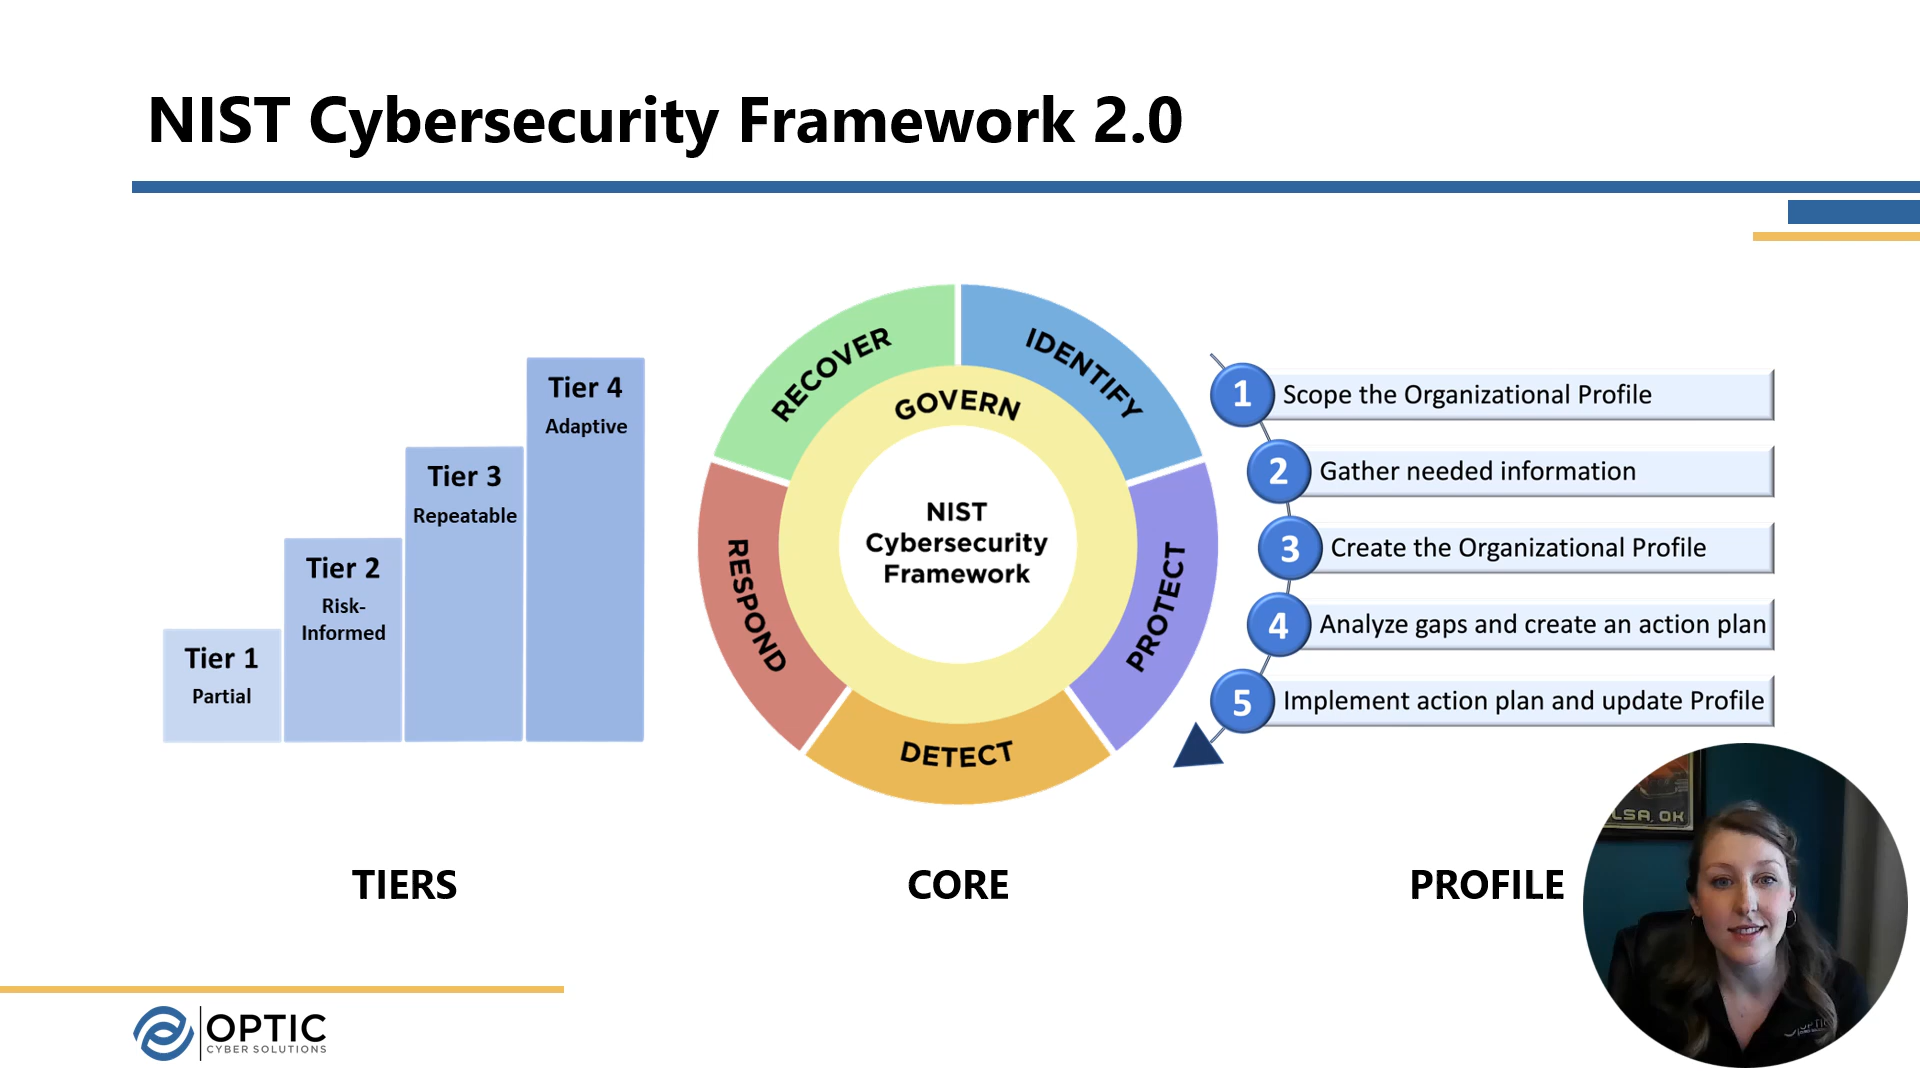 NIST Cybersecurity Framework 2.0
Tier 1
Partial
Tier 2
Risk-
Informed
Tier 3
Repeatable
Tier 4
Adaptive
TIERS
RECOVER
IDENTIFY
GOVERN
NIST
Cybersecurity
Framework
RESPOND
PROTECT
DETECT
CORE
1 Scope the Organizational Profile
2 Gather needed information
3 Create the Organizational Profile
4 Analyze gaps and create an action plan
5 Implement action plan and update Profile
PROFILE
LSA, OK
OPTIC
CYBER SOLUTIONS